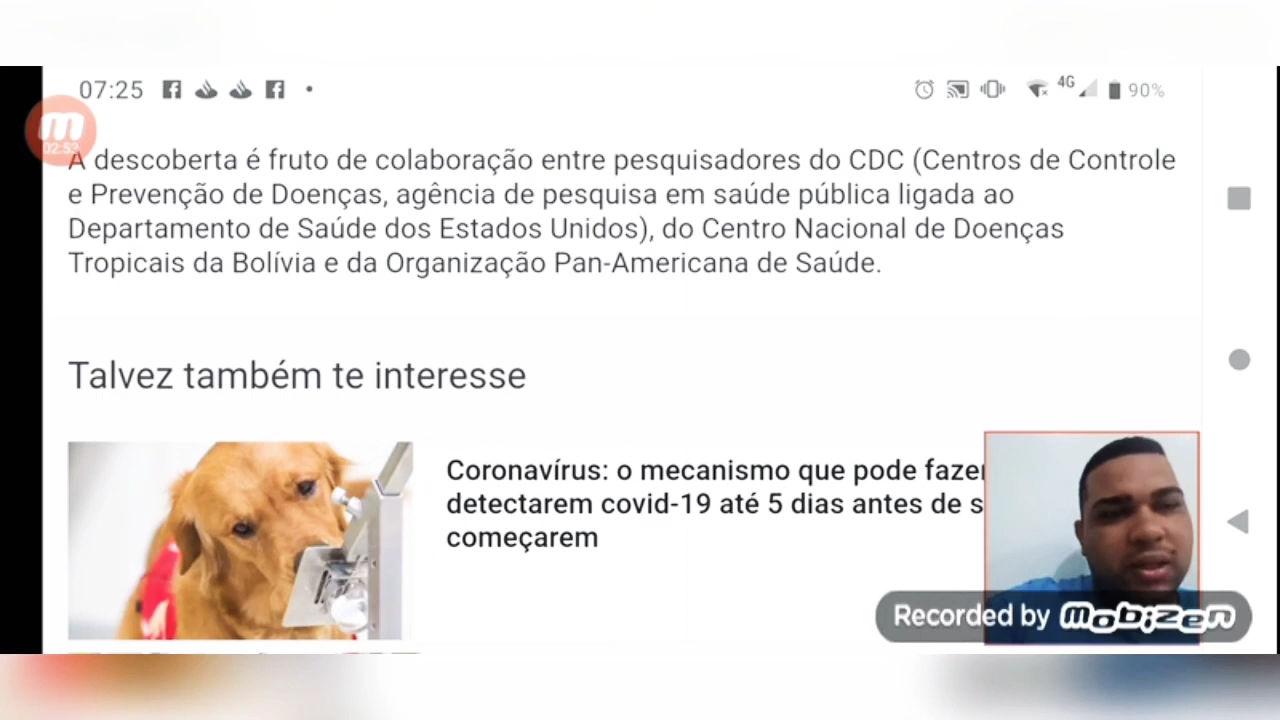 07:25
4G
90%
02:53
A descoberta é fruto de colaboração entre pesquisadores do CDC (Centros de Controle
e Prevenção de Doenças, agência de pesquisa em saúde pública ligada ao
Departamento de Saúde dos Estados Unidos), do Centro Nacional de Doenças
Tropicais da Bolívia e da Organização Pan-Americana de Saúde.
Talvez também te interesse
Coronavírus: o mecanismo que pode fazer
detectarem covid-19 até 5 dias antes de s
começarem
Recorded by Mobizen